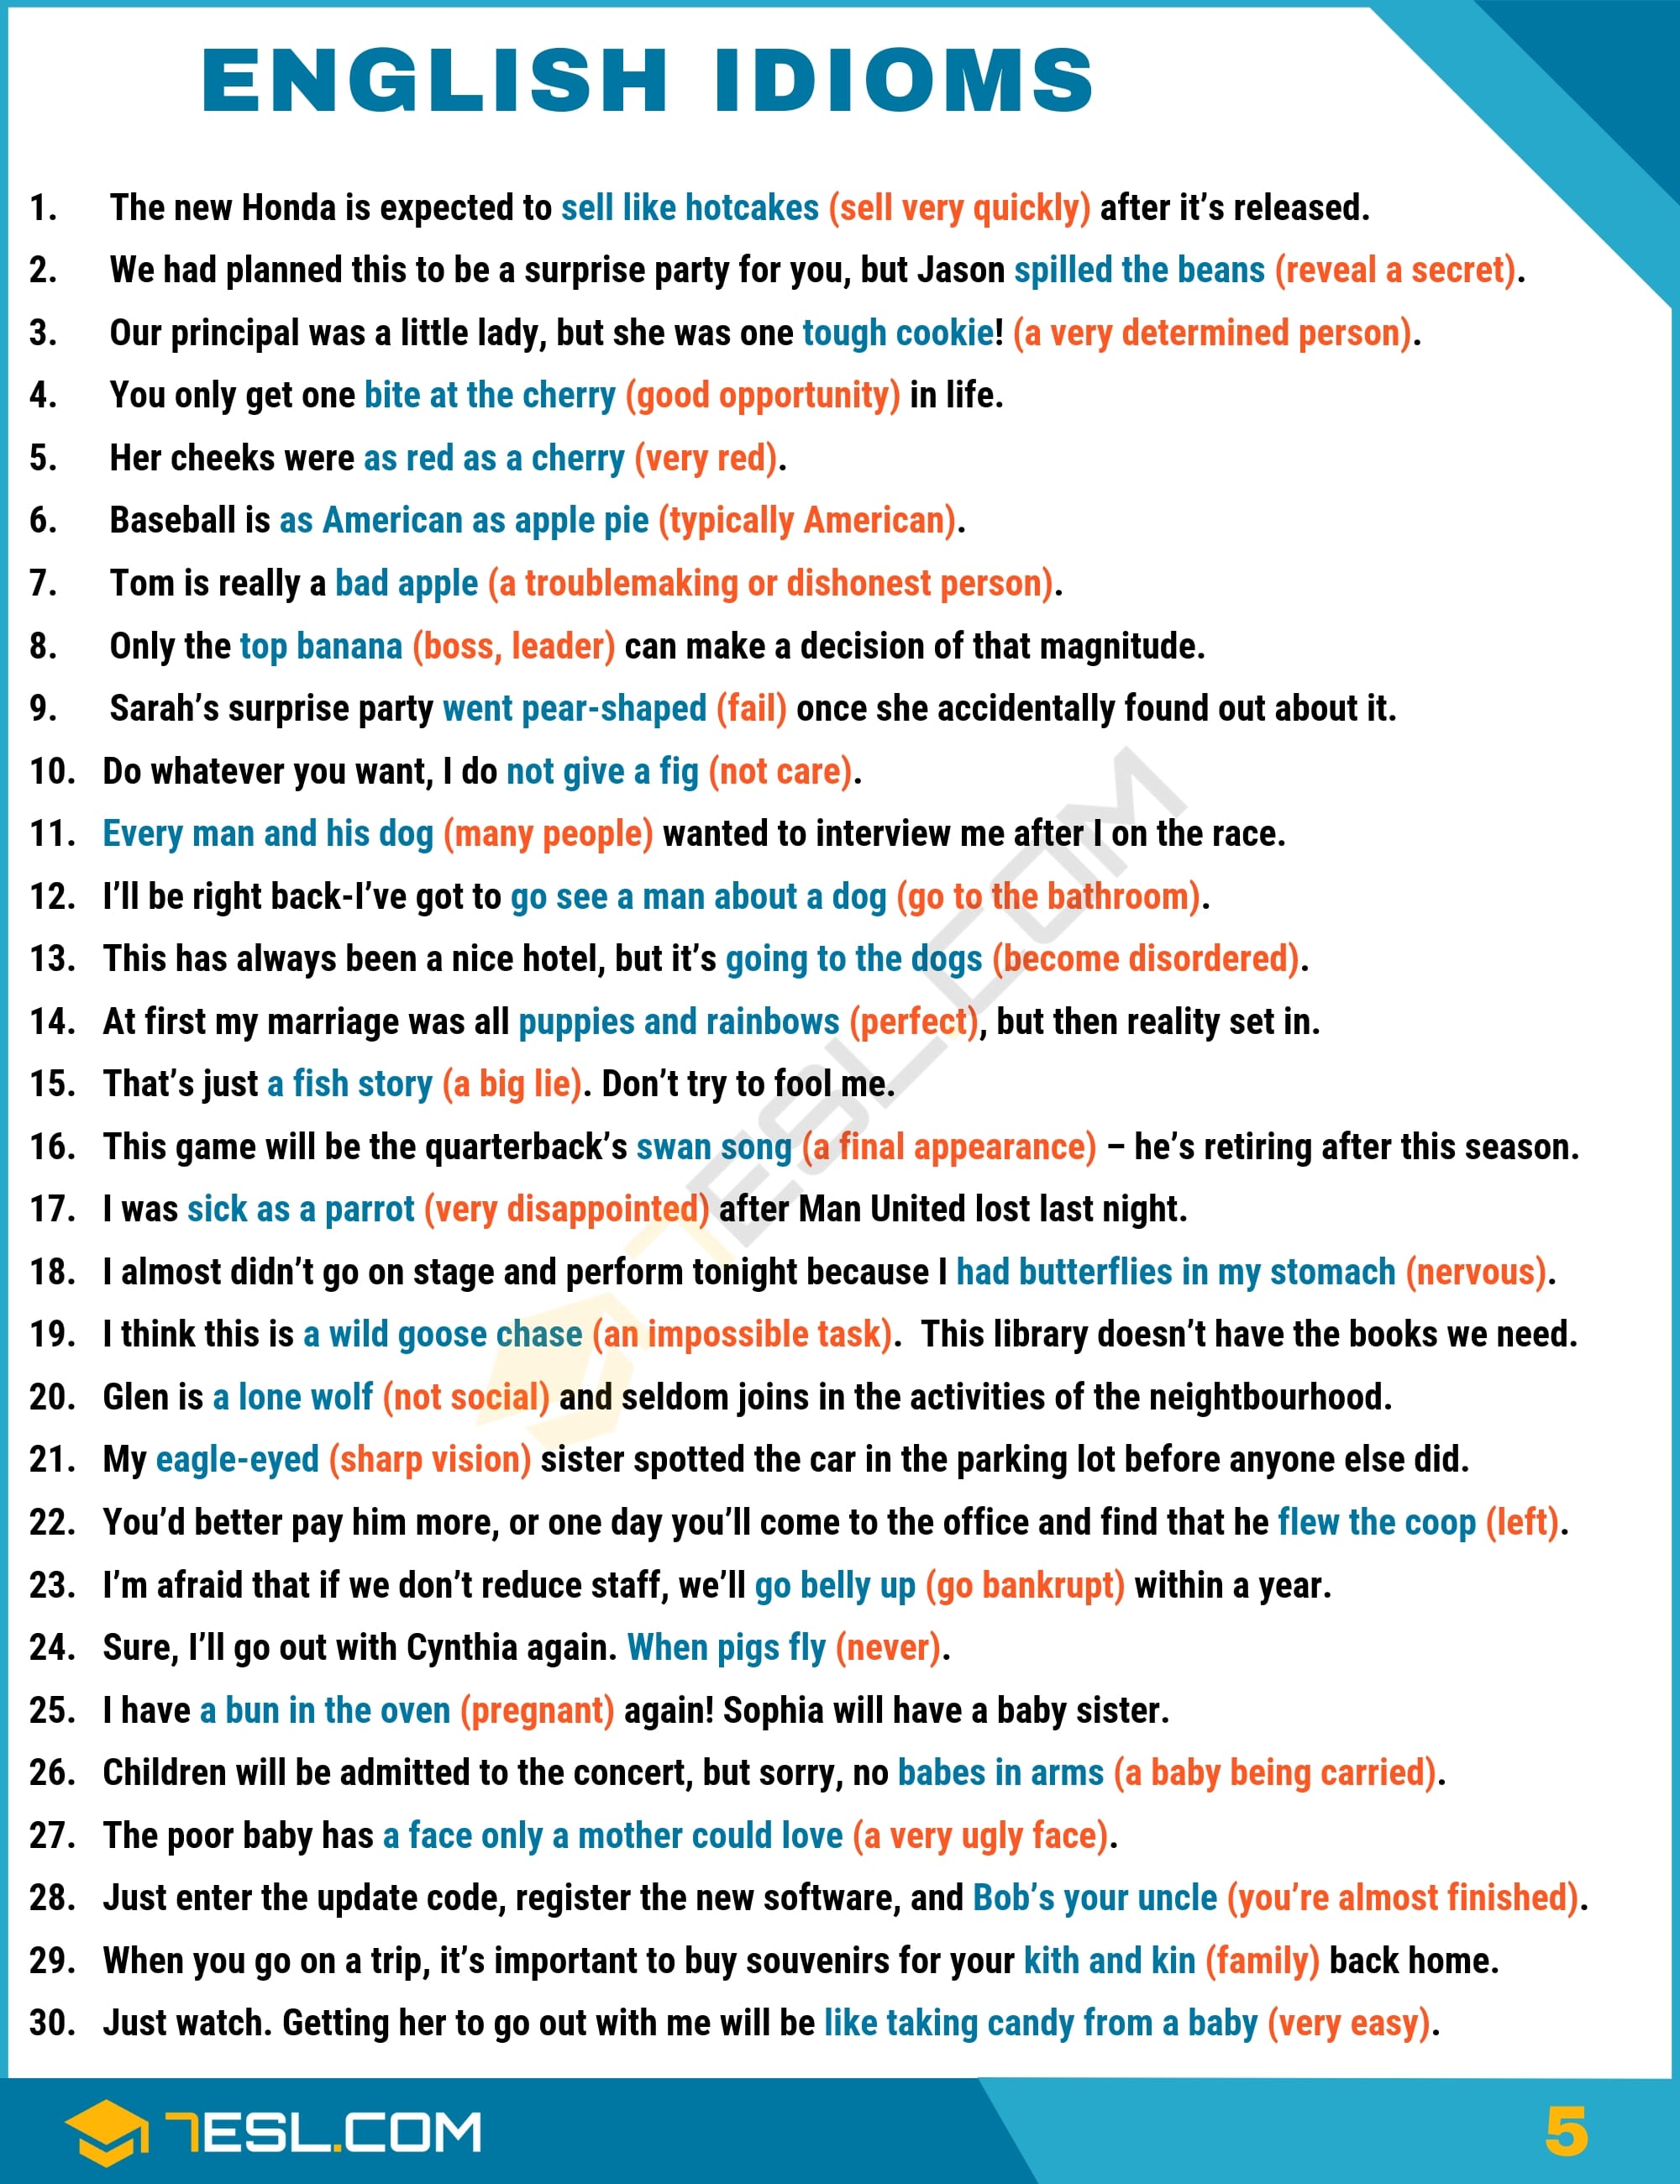 ENGLISH IDIOMS
1. The new Honda is expected to sell like hotcakes (sell very quickly) after it’s released.
2. We had planned this to be a surprise party for you, but Jason spilled the beans (reveal a secret).
3. Our principal was a little lady, but she was one tough cookie! (a very determined person).
4. You only get one bite at the cherry (good opportunity) in life.
5. Her cheeks were as red as a cherry (very red).
6. Baseball is as American as apple pie (typically American).
7. Tom is really a bad apple (a troublemaking or dishonest person).
8. Only the top banana (boss, leader) can make a decision of that magnitude.
9. Sarah’s surprise party went pear-shaped (fail) once she accidentally found out about it.
10. Do whatever you want, I do not give a fig (not care).
11. Every man and his dog (many people) wanted to interview me after I on the race.
12. I’ll be right back-I’ve got to go see a man about a dog (go to the bathroom).
13. This has always been a nice hotel, but it’s going to the dogs (become disordered).
14. At first my marriage was all puppies and rainbows (perfect), but then reality set in.
15. That’s just a fish story (a big lie). Don’t try to fool me.
16. This game will be the quarterback’s swan song (a final appearance) – he’s retiring after this season.
17. I was sick as a parrot (very disappointed) after Man United lost last night.
18. I almost didn’t go on stage and perform tonight because I had butterflies in my stomach (nervous).
19. I think this is a wild goose chase (an impossible task). This library doesn’t have the books we need.
20. Glen is a lone wolf (not social) and seldom joins in the activities of the neightbourhood.
21. My eagle-eyed (sharp vision) sister spotted the car in the parking lot before anyone else did.
22. You’d better pay him more, or one day you’ll come to the office and find that he flew the coop (left).
23. I’m afraid that if we don’t reduce staff, we’ll go belly up (go bankrupt) within a year.
24. Sure, I’ll go out with Cynthia again. When pigs fly (never).
25. I have a bun in the oven (pregnant) again! Sophia will have a baby sister.
26. Children will be admitted to the concert, but sorry, no babes in arms (a baby being carried).
27. The poor baby has a face only a mother could love (a very ugly face).
28. Just enter the update code, register the new software, and Bob’s your uncle (you’re almost finished).
29. When you go on a trip, it’s important to buy souvenirs for your kith and kin (family) back home.
30. Just watch. Getting her to go out with me will be like taking candy from a baby (very easy).
7ESL.COM
7ESL.COM
5